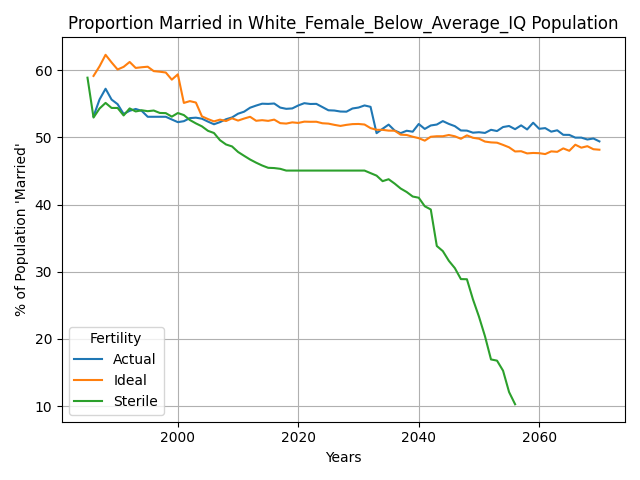 Proportion Married in White_Female_Below_Average_IQ Population
% of Population 'Married'
60
50
40
30
20
10
Fertility
Actual
Ideal
Sterile
2000 2020 2040 2060
Years